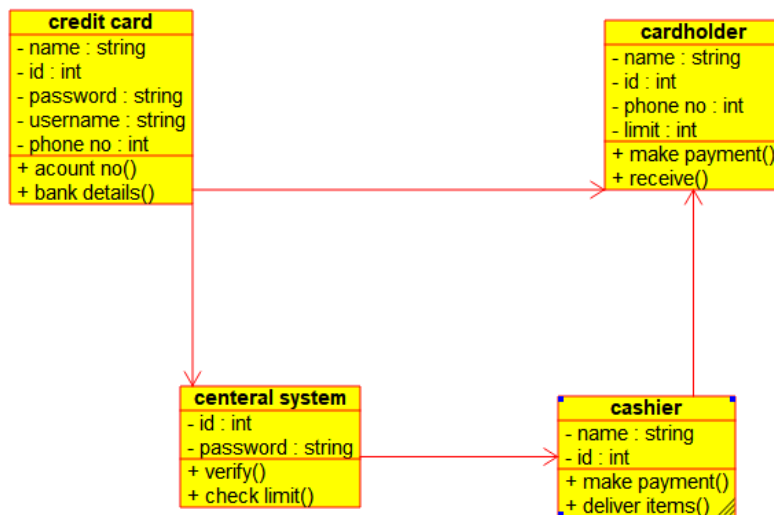 credit card
- name : string
- id : int
- password : string
- username : string
- phone no : int
+ acount no()
+ bank details()
cardholder
- name : string
- id : int
- phone no : int
- limit : int
+ make payment()
+ receive()
centeral system
- id : int
- password : string
+ verify()
+ check limit()
cashier
- name : string
- id : int
+ make payment()
+ deliver items()